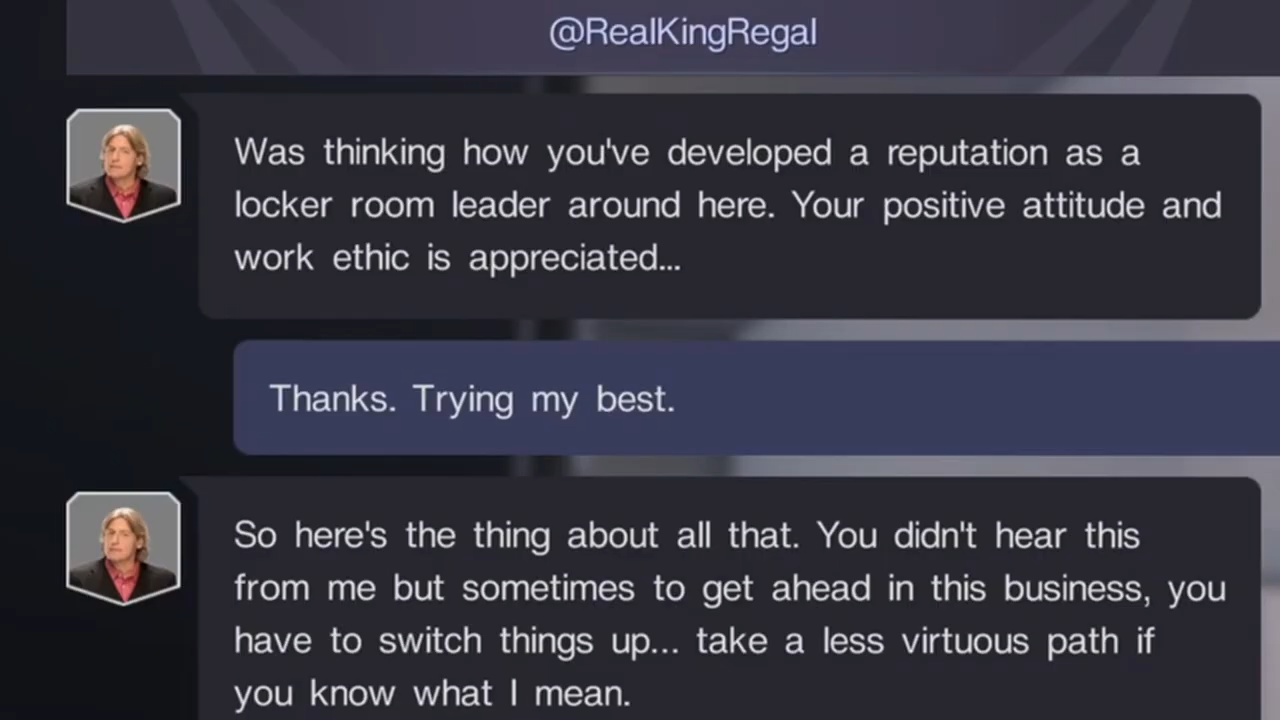 @RealKingRegal
Was thinking how you've developed a reputation as a
locker room leader around here. Your positive attitude and
work ethic is appreciated...
Thanks. Trying my best.
So here's the thing about all that. You didn't hear this
from me but sometimes to get ahead in this business, you
have to switch things up... take a less virtuous path if
you know what I mean.